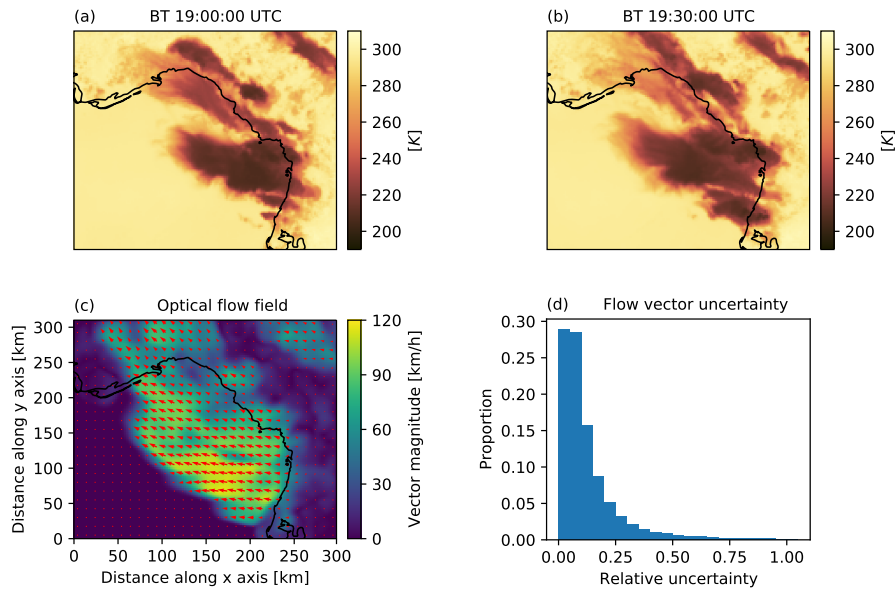 (a) BT 19:00:00 UTC
300
280
260
240
220
200
[K]
(b) BT 19:30:00 UTC
300
280
260
240
220
200
[K]
(c) Optical flow field
Distance along y axis [km]
300
250
200
150
100
50
0
0 50 100 150 200 250 300
Distance along x axis [km]
120
90
60
30
0
Vector magnitude [km/h]
(d) Flow vector uncertainty
Proportion
0.30
0.25
0.20
0.15
0.10
0.05
0.00
0.00 0.25 0.50 0.75 1.00
Relative uncertainty